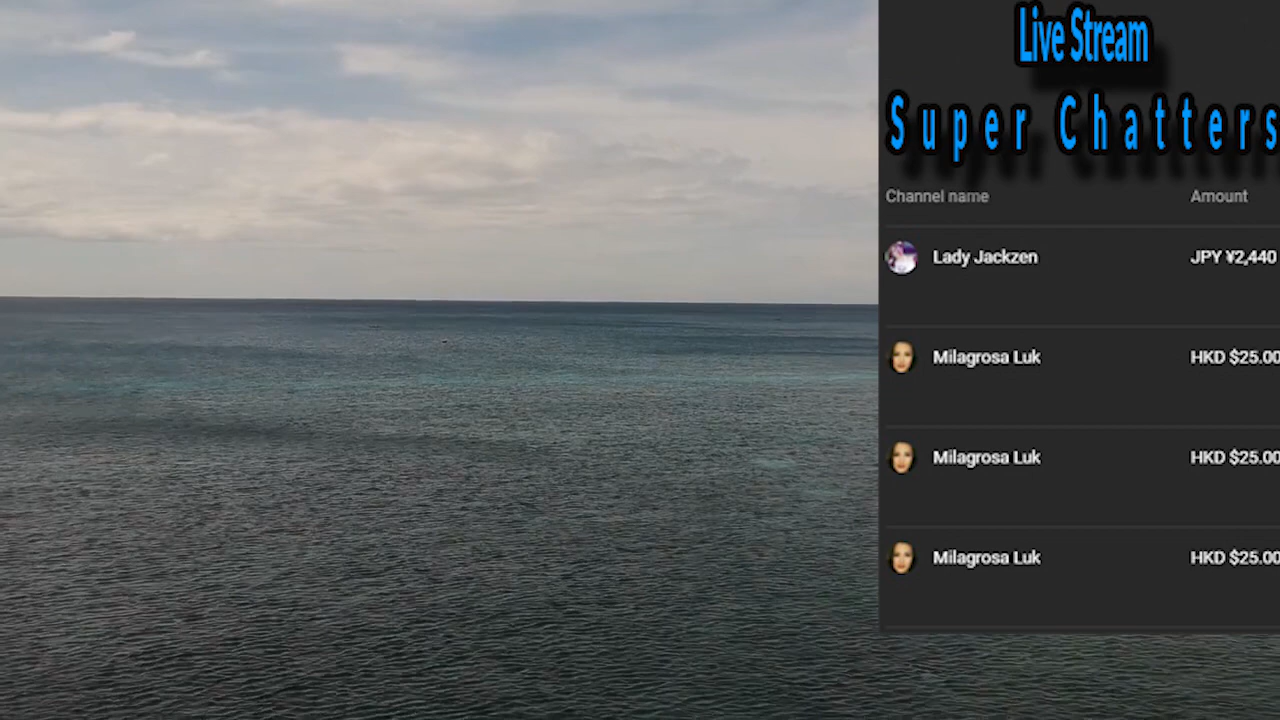 Live Stream
Super Chatters
Channel name Amount
Lady Jackzen JPY ¥2,440
Milagrosa Luk HKD $25.00
Milagrosa Luk HKD $25.00
Milagrosa Luk HKD $25.00